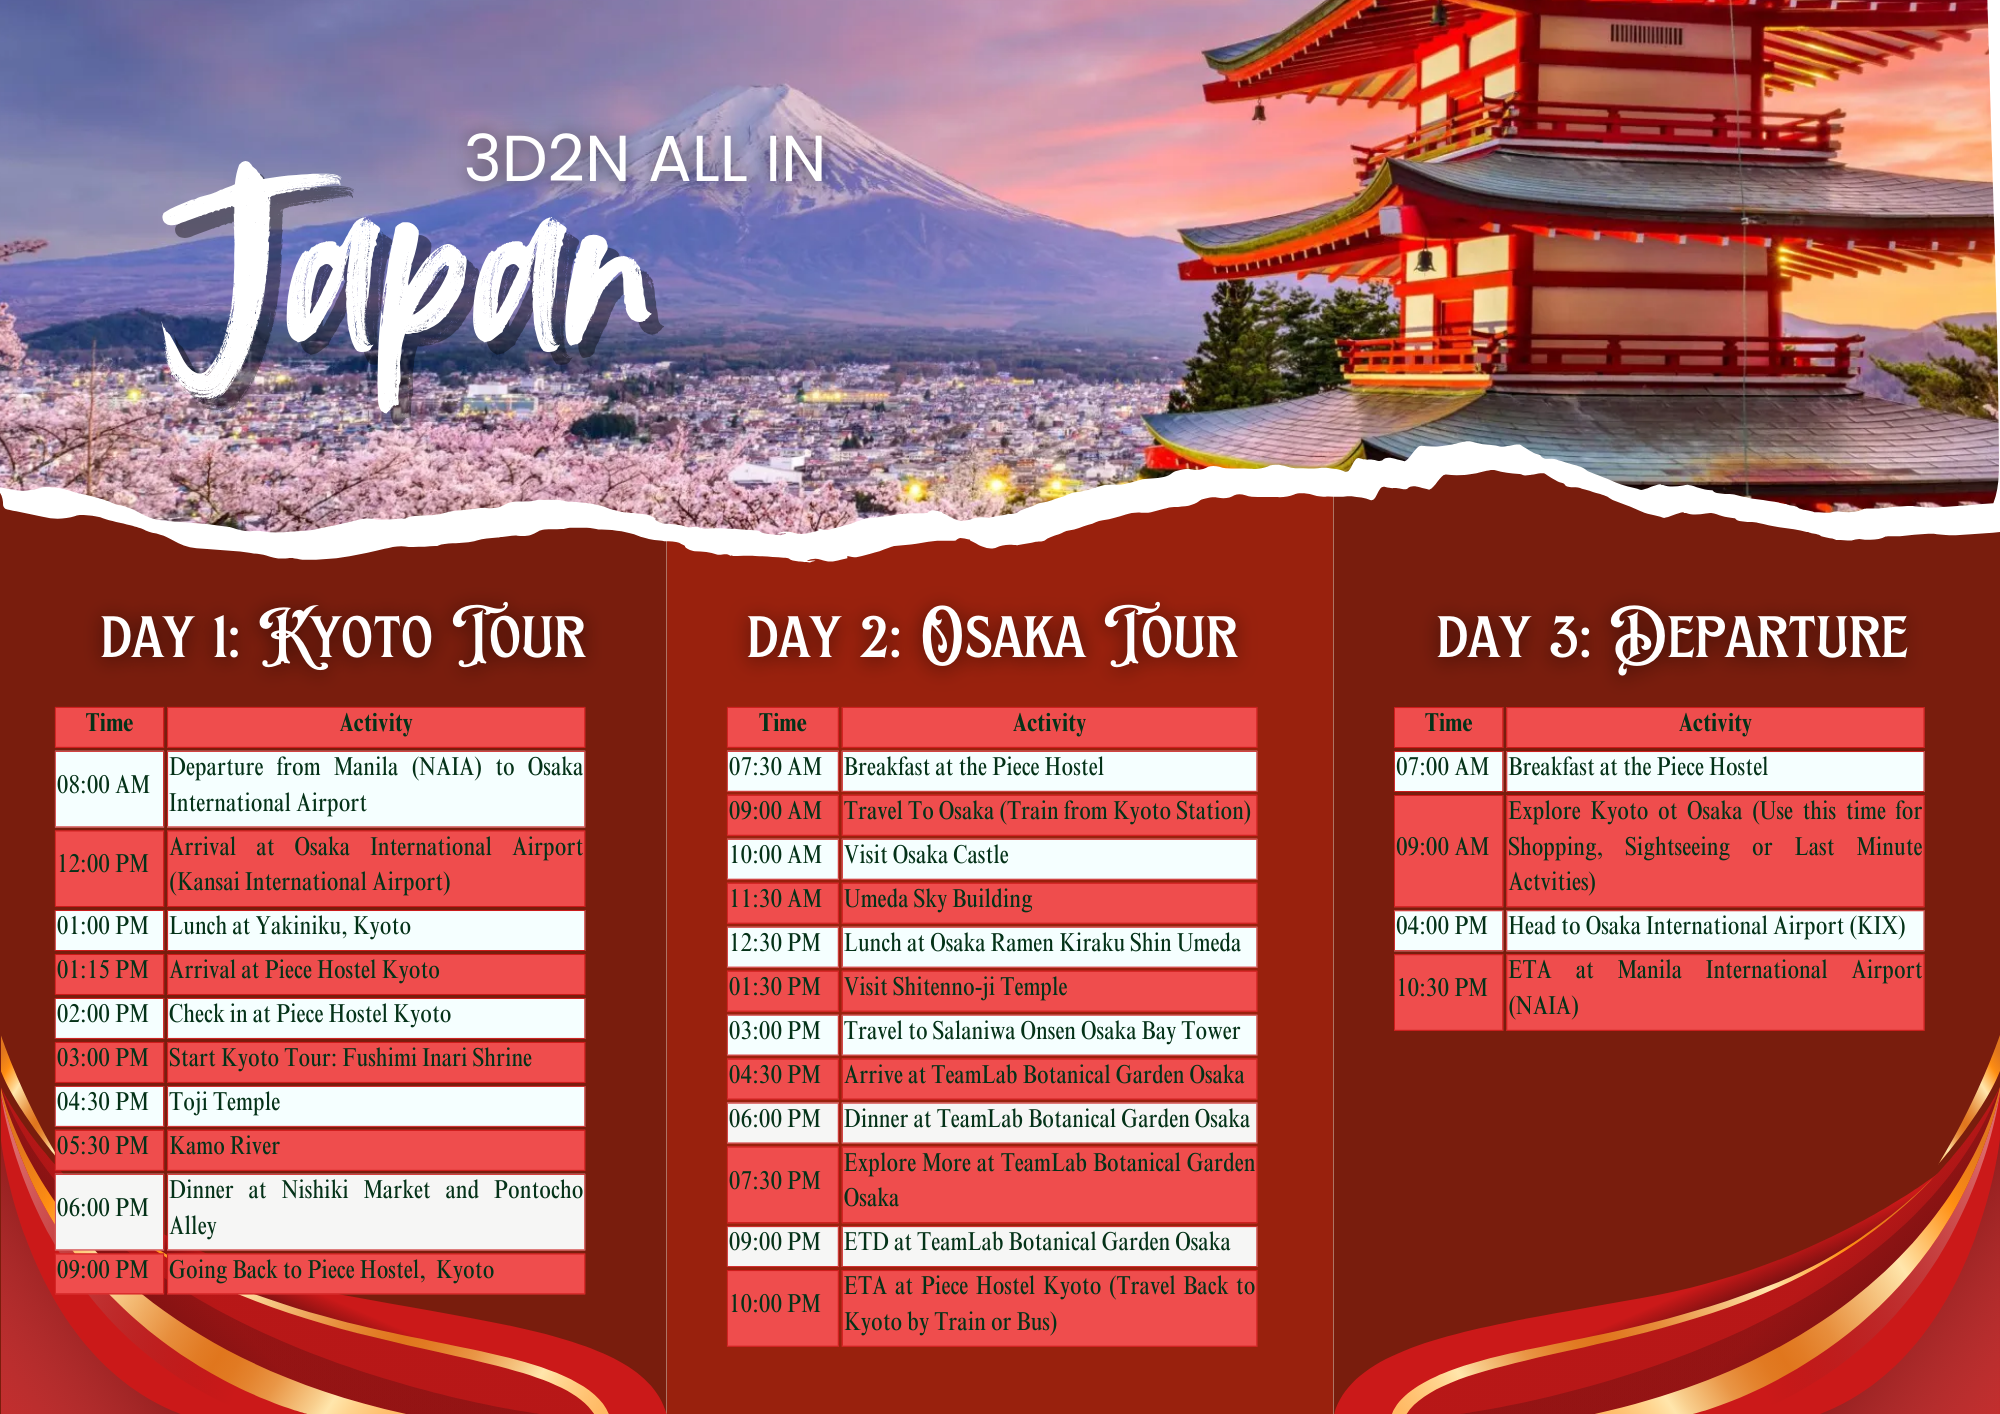 3D2N ALL IN
Japan
DAY 1: KYOTO TOUR
Time Activity
08:00 AM Departure from Manila (NAIA) to Osaka
International Airport
12:00 PM Arrival at Osaka International Airport
(Kansai International Airport)
01:00 PM Lunch at Yakiniku, Kyoto
01:15 PM Arrival at Piece Hostel Kyoto
02:00 PM Check in at Piece Hostel Kyoto
03:00 PM Start Kyoto Tour: Fushimi Inari Shrine
04:30 PM Toji Temple
05:30 PM Kamo River
06:00 PM Dinner at Nishiki Market and Pontocho
Alley
09:00 PM Going Back to Piece Hostel, Kyoto
DAY 2: OSAKA TOUR
Time Activity
07:30 AM Breakfast at the Piece Hostel
09:00 AM Travel To Osaka (Train from Kyoto Station)
10:00 AM Visit Osaka Castle
11:30 AM Umeda Sky Building
12:30 PM Lunch at Osaka Ramen Kiraku Shin Umeda
01:30 PM Visit Shitenno-ji Temple
03:00 PM Travel to Salaniwa Onsen Osaka Bay Tower
04:30 PM Arrive at TeamLab Botanical Garden Osaka
06:00 PM Dinner at TeamLab Botanical Garden Osaka
07:30 PM Explore More at TeamLab Botanical Garden
Osaka
09:00 PM ETD at TeamLab Botanical Garden Osaka
10:00 PM ETA at Piece Hostel Kyoto (Travel Back to
Kyoto by Train or Bus)
DAY 3: DEPARTURE
Time Activity
07:00 AM Breakfast at the Piece Hostel
09:00 AM Explore Kyoto ot Osaka (Use this time for
Shopping, Sightseeing or Last Minute
Actvities)
04:00 PM Head to Osaka International Airport (KIX)
10:30 PM ETA at Manila International Airport
(NAIA)